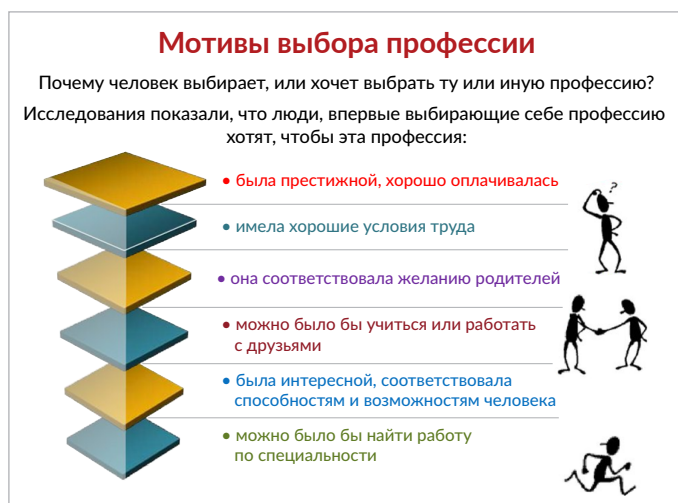 Мотивы выбора профессии
Почему человек выбирает, или хочет выбрать ту или иную профессию?
Исследования показали, что люди, впервые выбирающие себе профессию
хотят, чтобы эта профессия:
• была престижной, хорошо оплачивалась
• имела хорошие условия труда
• она соответствовала желанию родителей
• можно было бы учиться или работать
с друзьями
• была интересной, соответствовала
способностям и возможностям человека
• можно было бы найти работу
по специальности
?